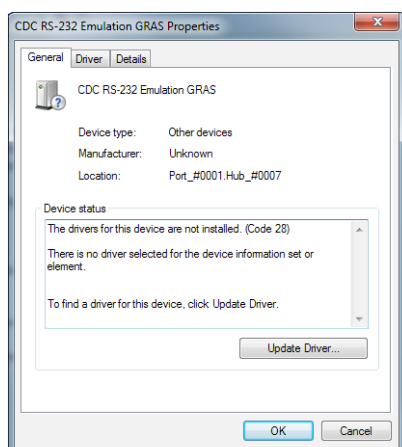 CDC RS-232 Emulation GRAS Properties
General Driver Details
CDC RS-232 Emulation GRAS
Device type: Other devices
Manufacturer: Unknown
Location: Port_#0001.Hub_#0007
Device status
The drivers for this device are not installed. (Code 28)
There is no driver selected for the device information set or
element.
To find a driver for this device, click Update Driver.
Update Driver...
OK Cancel